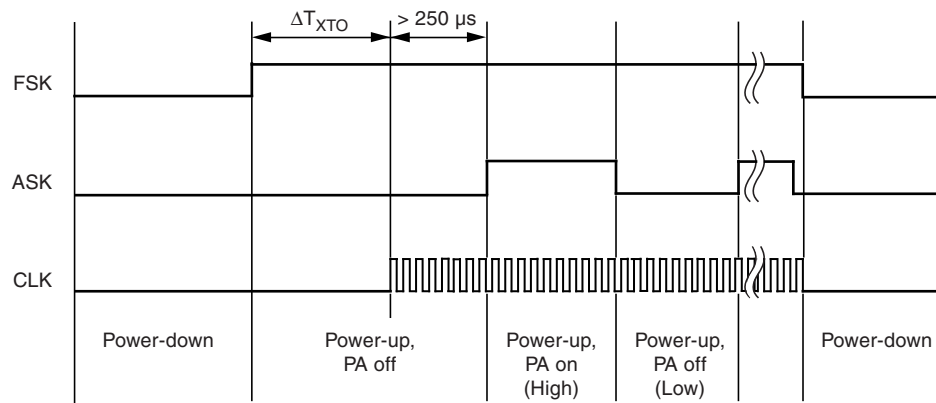 ΔTXTO
> 250 μs
FSK
ASK
CLK
Power-down
Power-up,
PA off
Power-up,
PA on
(High)
Power-up,
PA off
(Low)
Power-down